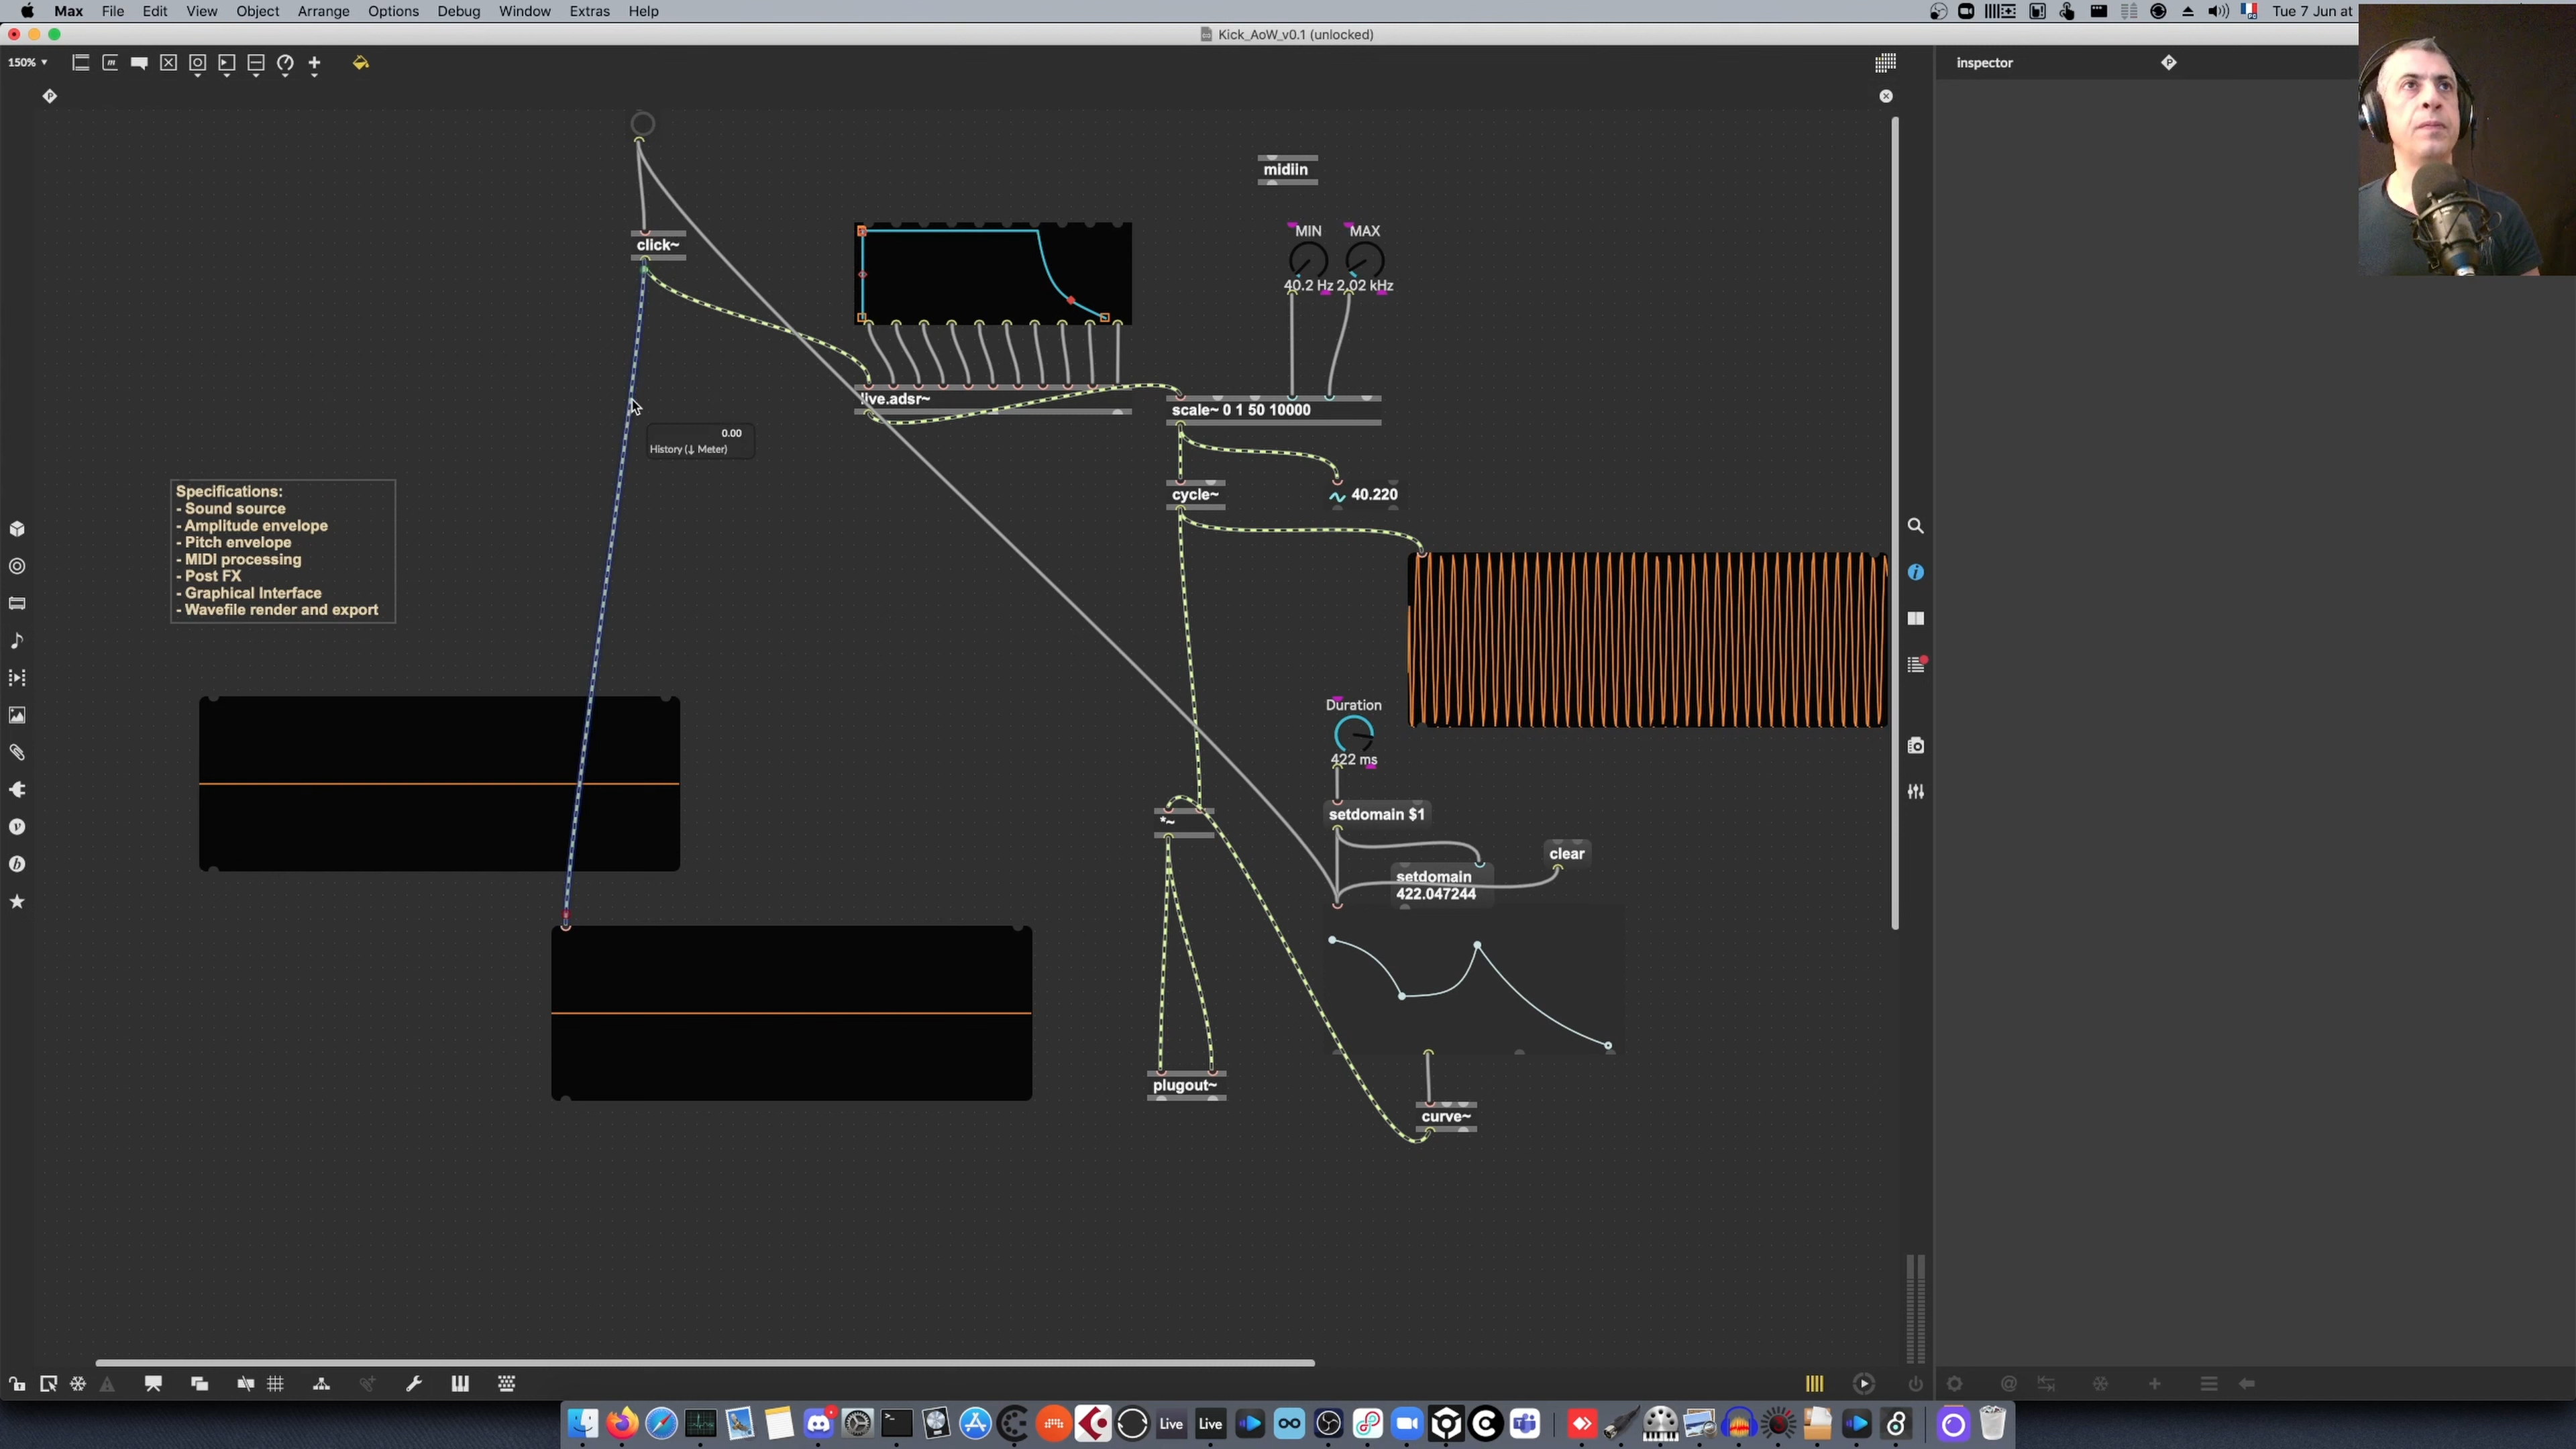 Max File Edit View Object Arrange Options Debug Window Extras Help
Tue 7 Jun at
Kick_AoW_v0.1 (unlocked)
150%
inspector
midiin
MIN MAX
40.2 Hz 2.02 kHz
click~
live.adsr~
scale~ 0 1 50 10000
0.00
History (↓ Meter)
cycle~
40.220
Specifications:
- Sound source
- Amplitude envelope
- Pitch envelope
- MIDI processing
- Post FX
- Graphical Interface
- Wavefile render and export
Duration
422 ms
*~
setdomain $1
clear
setdomain
422.047244
plugout~
curve~
Live Live